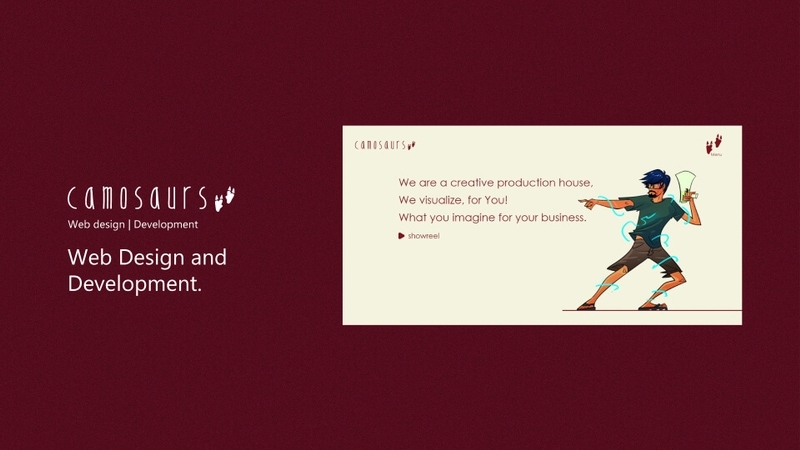 camosaurs
Web design | Development
Web Design and
Development.
camosaurs
Menu
We are a creative production house,
We visualize, for You!
What you imagine for your business.
showreel